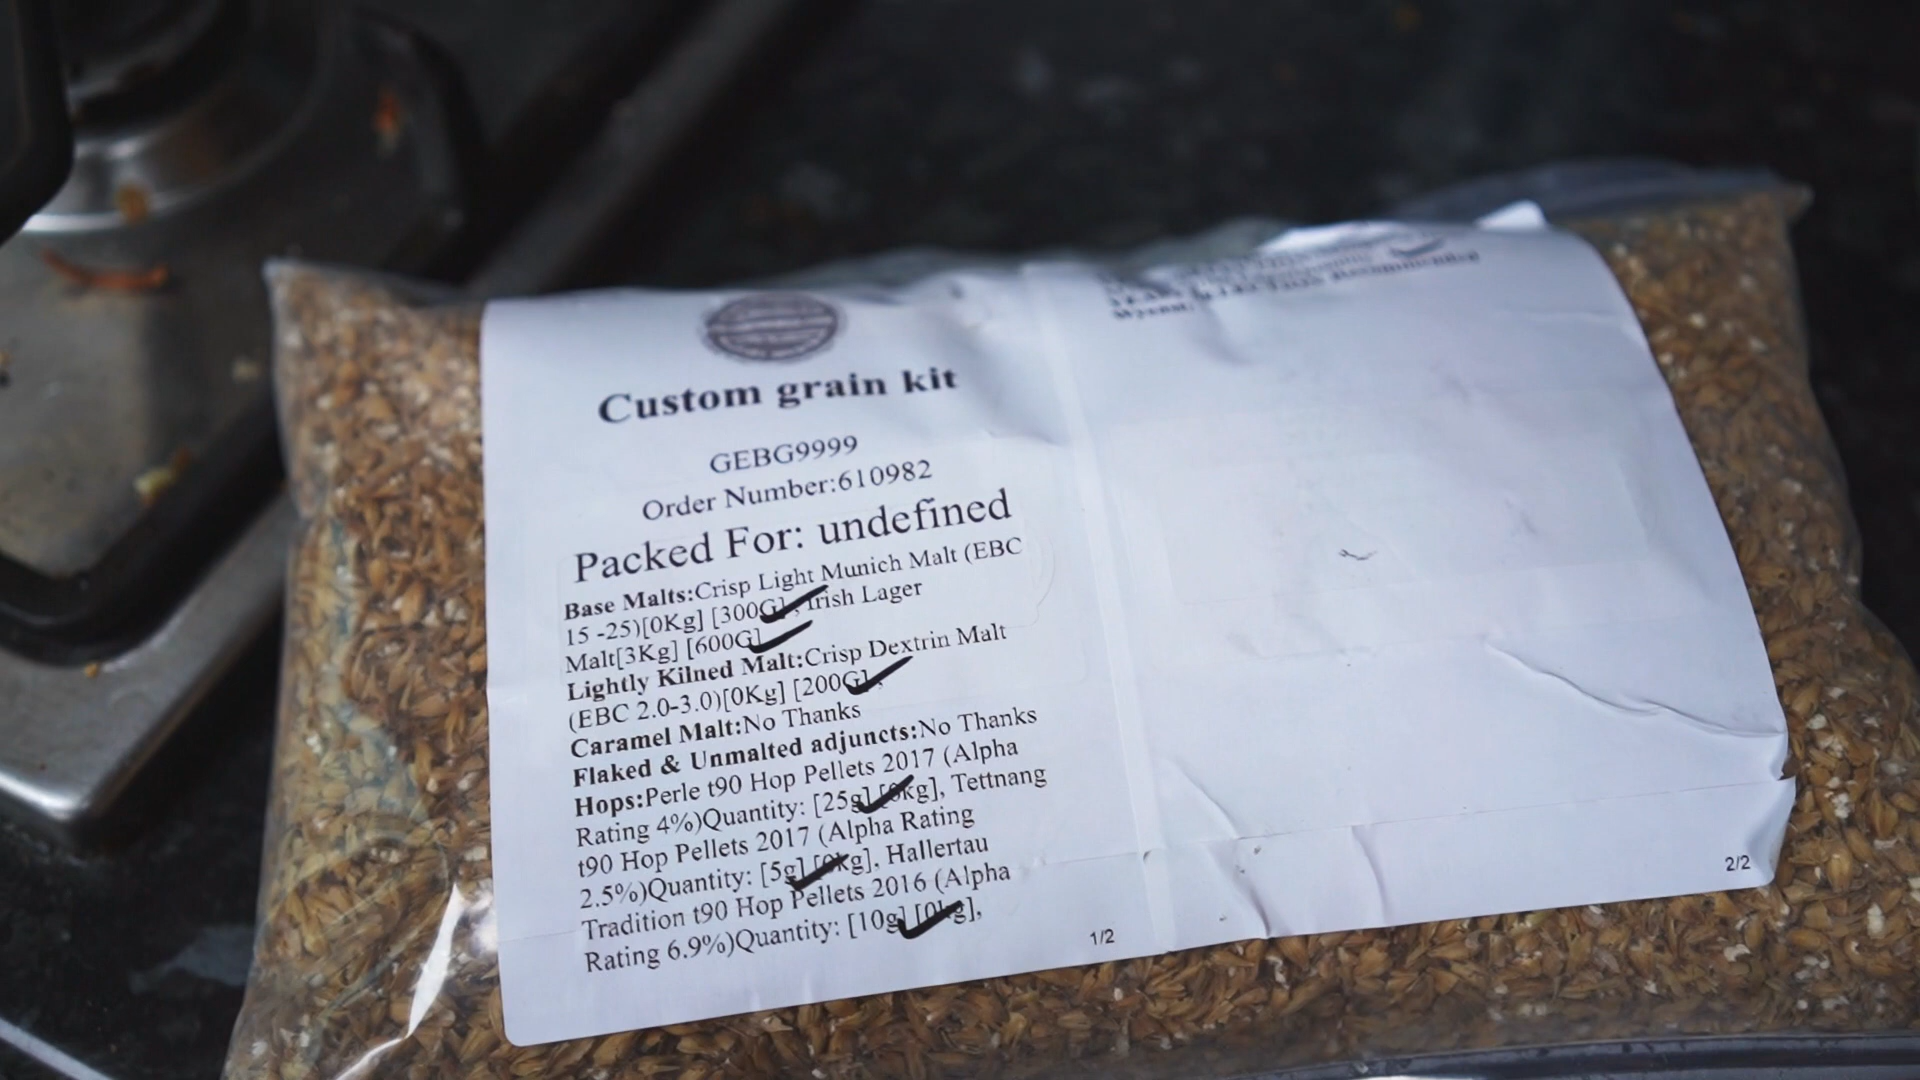 Custom grain kit
GEBG9999
Order Number:610982
Packed For: undefined
Base Malts:Crisp Light Munich Malt (EBC
15 -25)[0Kg] [300G] , Irish Lager
Malt[3Kg] [600G]
Lightly Kilned Malt:Crisp Dextrin Malt
(EBC 2.0-3.0)[0Kg] [200G] ,
Caramel Malt:No Thanks
Flaked & Unmalted adjuncts:No Thanks
Hops:Perle t90 Hop Pellets 2017 (Alpha
Rating 4%)Quantity: [25g] [0kg], Tettnang
t90 Hop Pellets 2017 (Alpha Rating
2.5%)Quantity: [5g] [0kg], Hallertau
Tradition t90 Hop Pellets 2016 (Alpha
Rating 6.9%)Quantity: [10g] [0kg],
1/2
Recommended
2/2